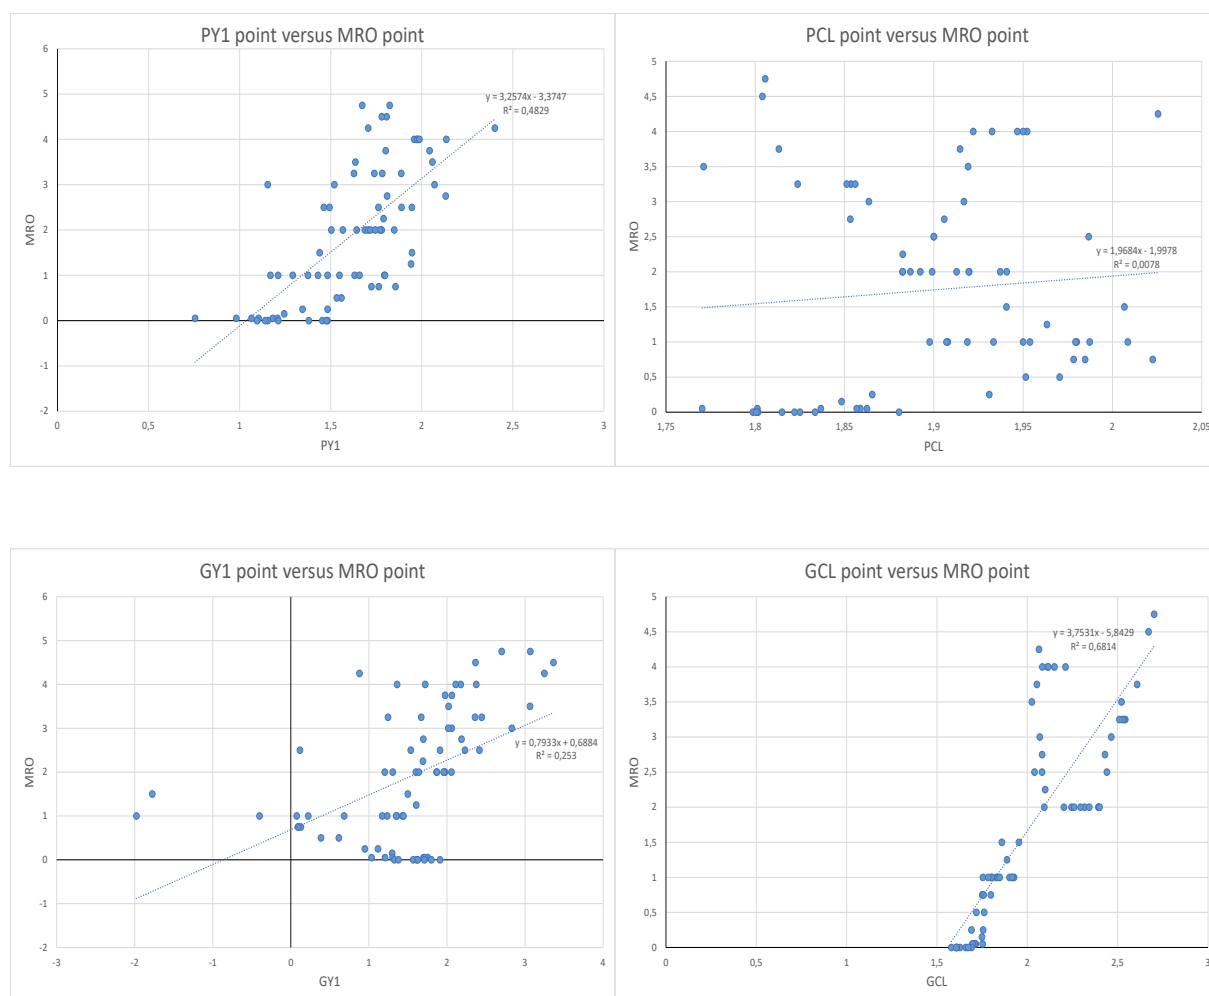 PY1 point versus MRO point
6
5
4
3
2
1
0
-1
-2
MRO
y = 3,2574x - 3,3747
R² = 0,4829
0 0,5 1 1,5 2 2,5 3
PY1
PCL point versus MRO point
5
4,5
4
3,5
3
2,5
2
1,5
1
0,5
0
MRO
y = 1,9684x - 1,9978
R² = 0,0078
1,75 1,8 1,85 1,9 1,95 2 2,05
PCL
GY1 point versus MRO point
6
5
4
3
2
1
0
-1
-2
MRO
y = 0,7933x + 0,6884
R² = 0,253
-3 -2 -1 0 1 2 3 4
GY1
GCL point versus MRO point
5
4,5
4
3,5
3
2,5
2
1,5
1
0,5
0
MRO
y = 3,7531x - 5,8429
R² = 0,6814
0 0,5 1 1,5 2 2,5 3
GCL